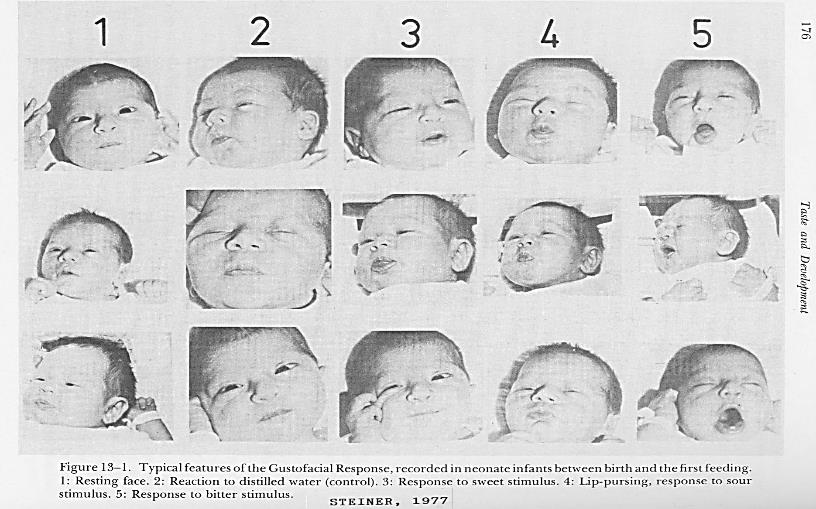 1 2 3 4 5
176
Taste and Development
Figure 13–1. Typical features of the Gustofacial Response, recorded in neonate infants between birth and the first feeding.
1: Resting face. 2: Reaction to distilled water (control). 3: Response to sweet stimulus. 4: Lip-pursing, response to sour
stimulus. 5: Response to bitter stimulus.
STEINER, 1977